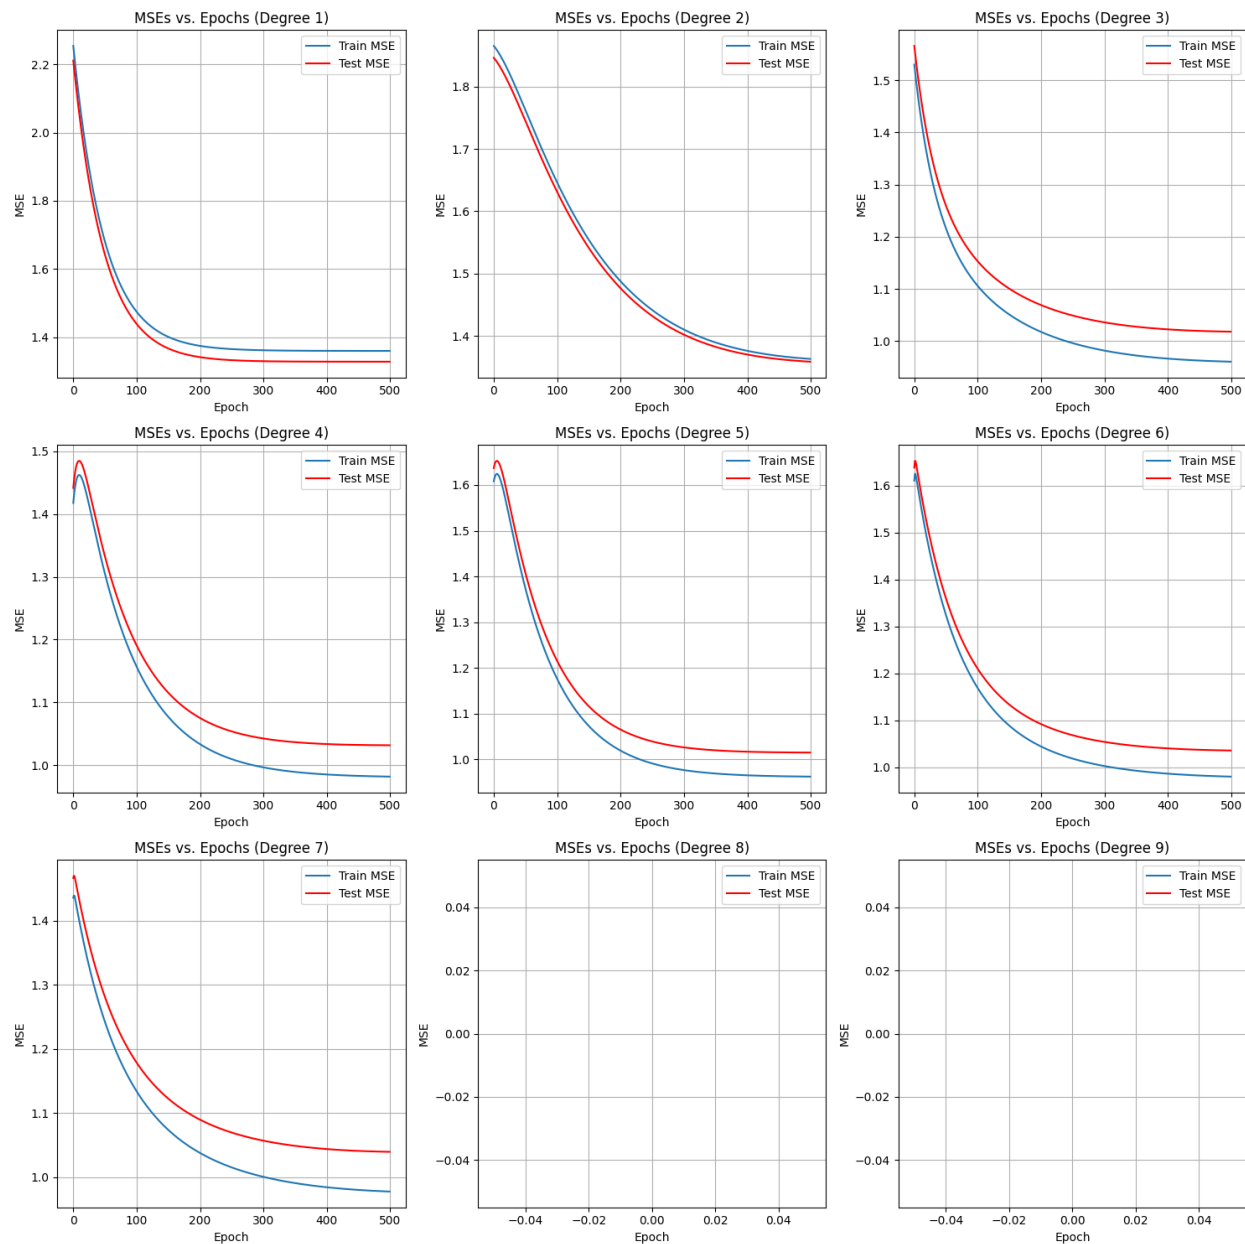 MSEs vs. Epochs (Degree 1)
Train MSE
Test MSE
2.2
2.0
1.8
1.6
1.4
MSE
0 100 200 300 400 500
Epoch
MSEs vs. Epochs (Degree 2)
Train MSE
Test MSE
1.8
1.7
1.6
1.5
1.4
MSE
0 100 200 300 400 500
Epoch
MSEs vs. Epochs (Degree 3)
Train MSE
Test MSE
1.5
1.4
1.3
1.2
1.1
1.0
MSE
0 100 200 300 400 500
Epoch
MSEs vs. Epochs (Degree 4)
Train MSE
Test MSE
1.5
1.4
1.3
1.2
1.1
1.0
MSE
0 100 200 300 400 500
Epoch
MSEs vs. Epochs (Degree 5)
Train MSE
Test MSE
1.6
1.5
1.4
1.3
1.2
1.1
1.0
MSE
0 100 200 300 400 500
Epoch
MSEs vs. Epochs (Degree 6)
Train MSE
Test MSE
1.6
1.5
1.4
1.3
1.2
1.1
1.0
MSE
0 100 200 300 400 500
Epoch
MSEs vs. Epochs (Degree 7)
Train MSE
Test MSE
1.4
1.3
1.2
1.1
1.0
MSE
0 100 200 300 400 500
Epoch
MSEs vs. Epochs (Degree 8)
Train MSE
Test MSE
0.04
0.02
0.00
−0.02
−0.04
MSE
−0.04 −0.02 0.00 0.02 0.04
Epoch
MSEs vs. Epochs (Degree 9)
Train MSE
Test MSE
0.04
0.02
0.00
−0.02
−0.04
MSE
−0.04 −0.02 0.00 0.02 0.04
Epoch